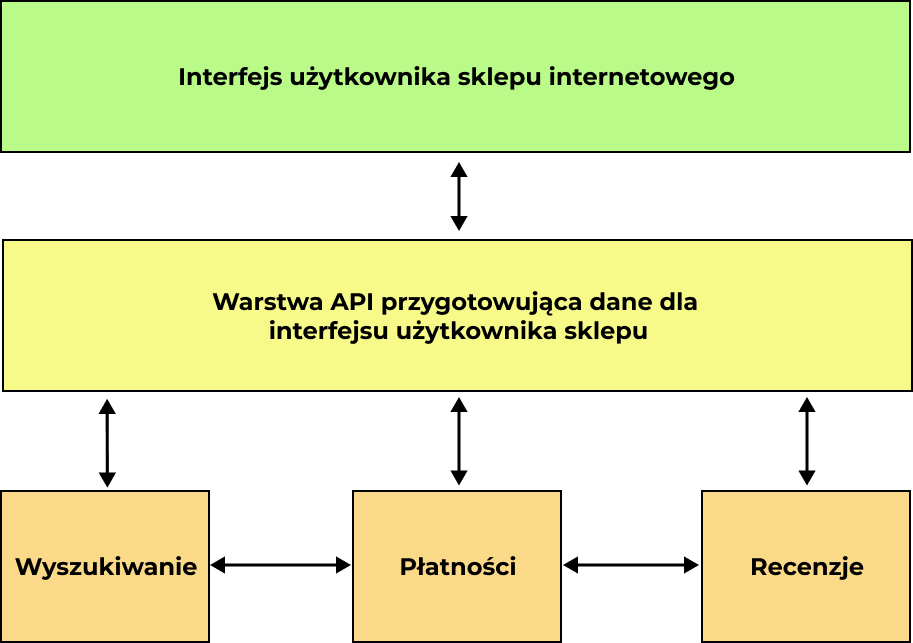 Interfejs użytkownika sklepu internetowego
Warstwa API przygotowująca dane dla
interfejsu użytkownika sklepu
Wyszukiwanie
Płatności
Recenzje